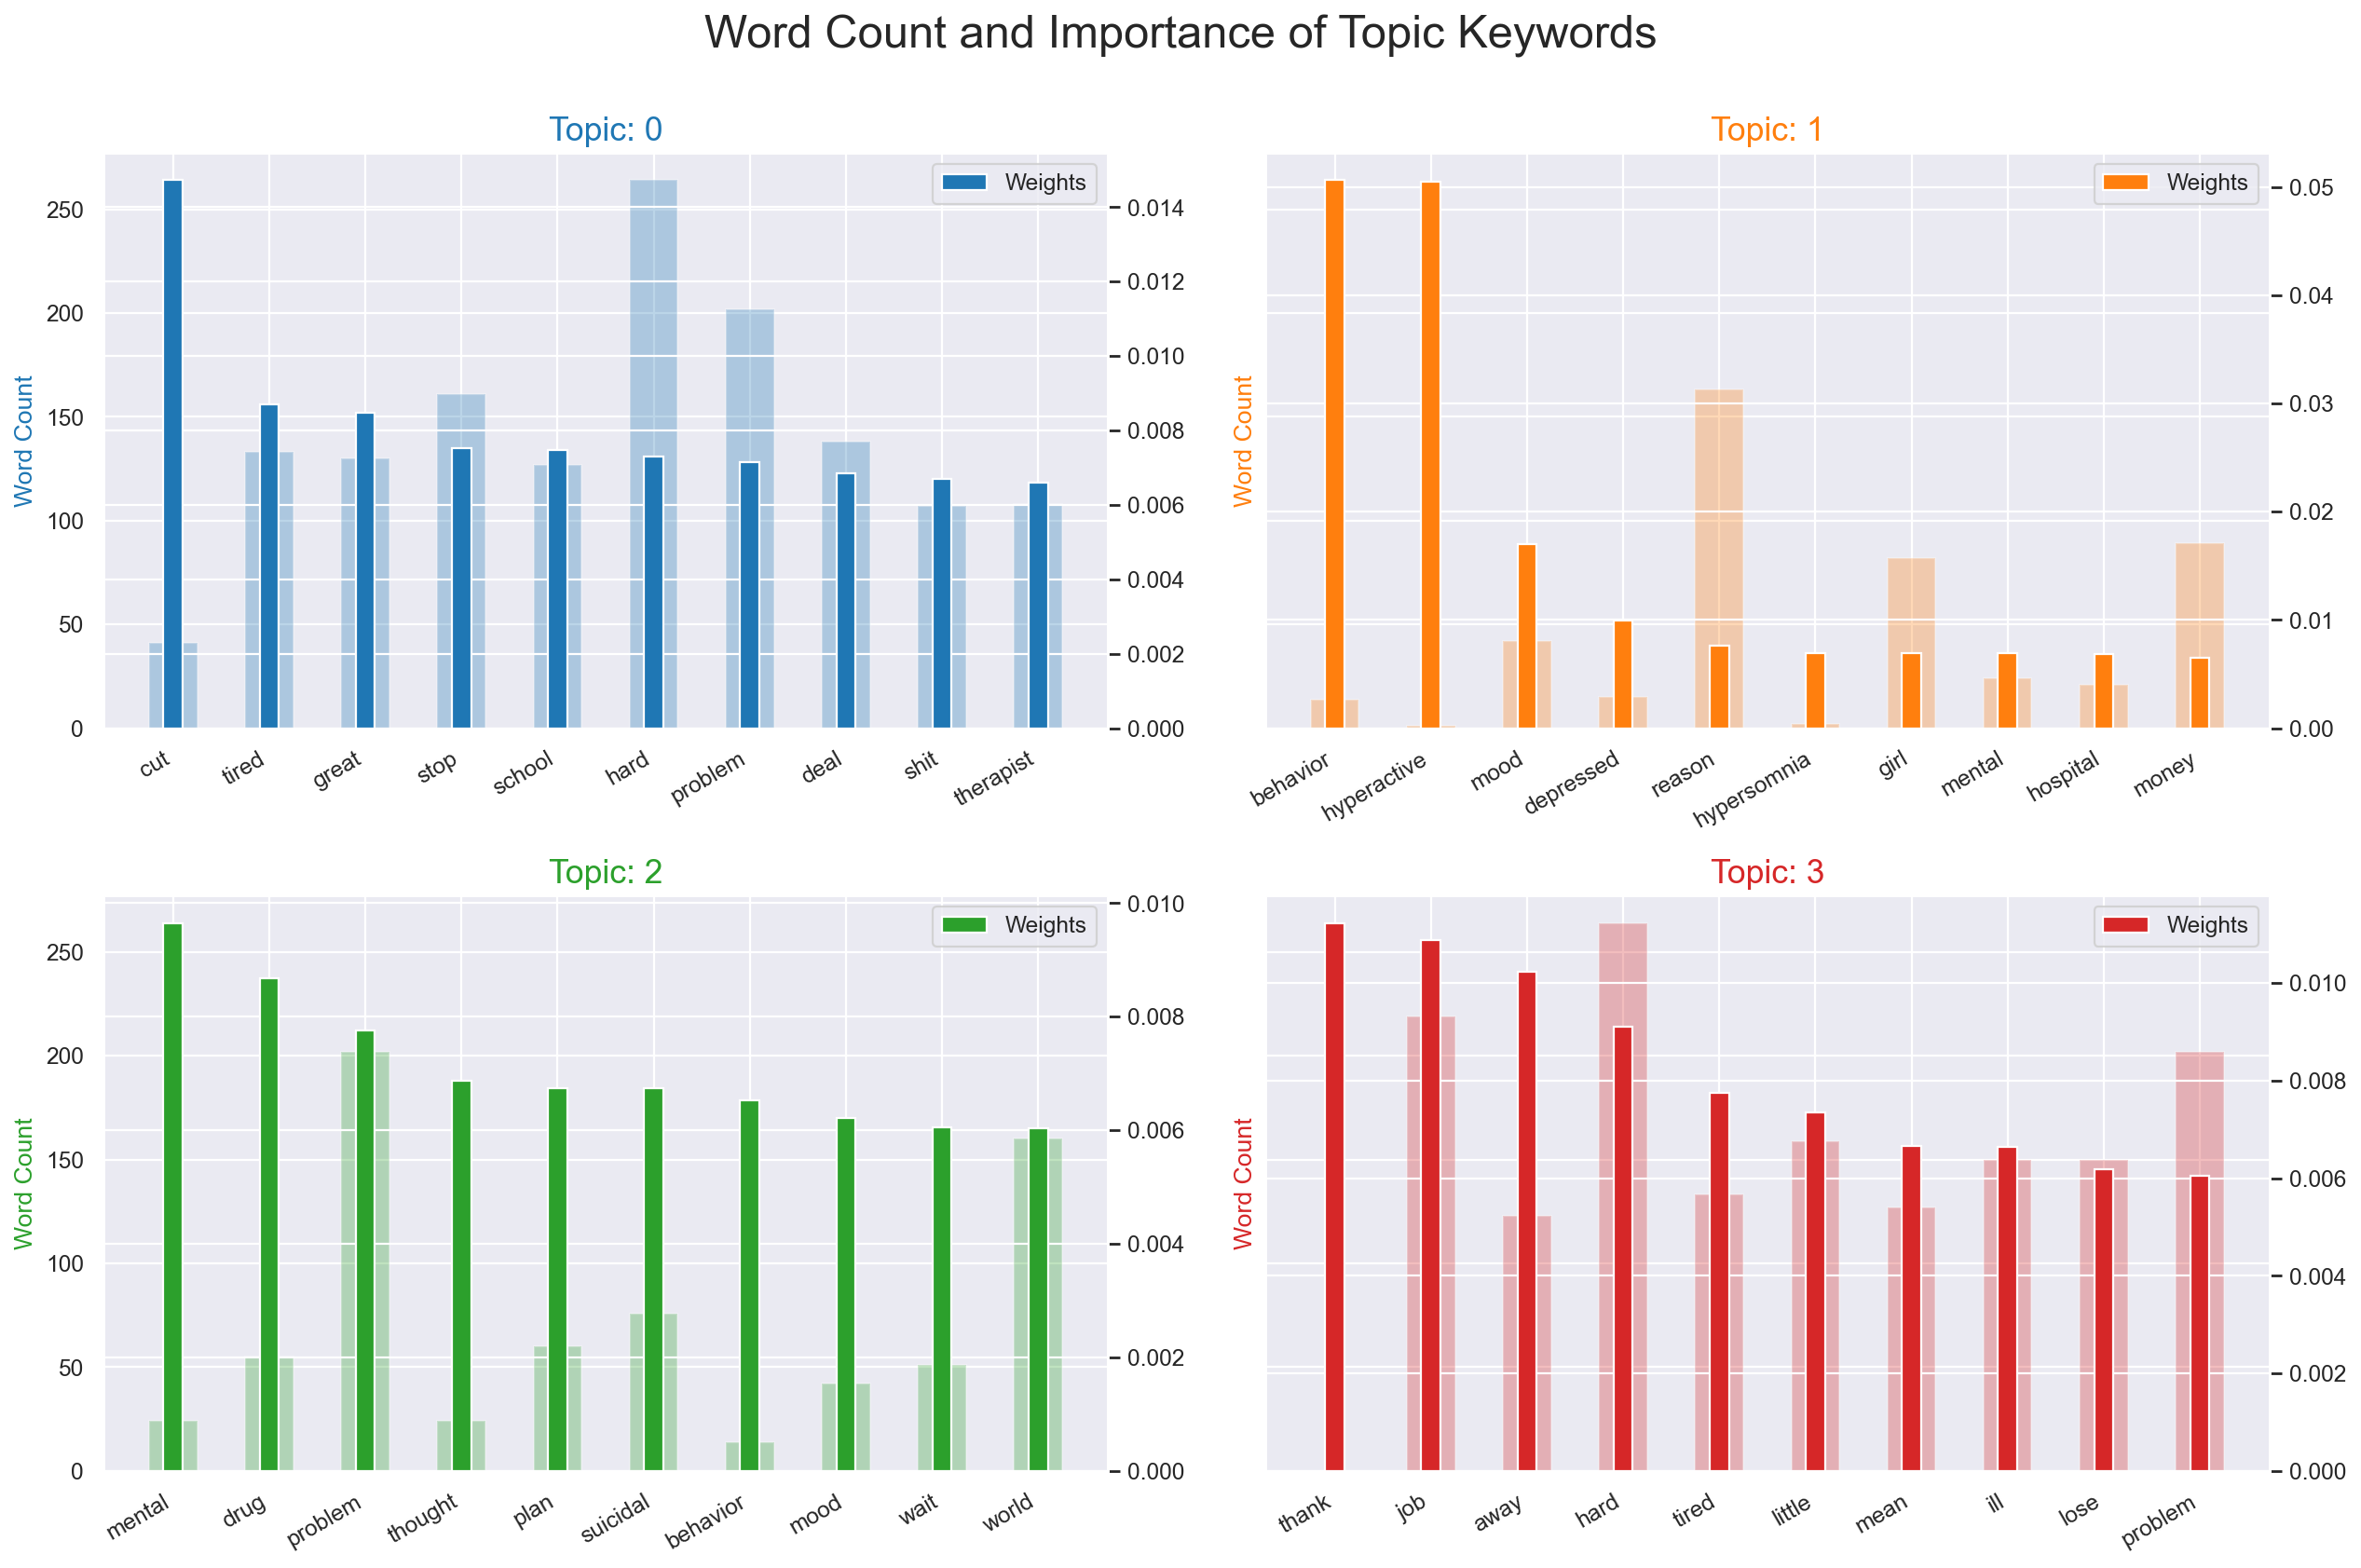 Word Count and Importance of Topic Keywords
Topic: 0
Weights
Word Count
250
200
150
100
50
0
0.014
0.012
0.010
0.008
0.006
0.004
0.002
0.000
cut
tired
great
stop
school
hard
problem
deal
shit
therapist
Topic: 1
Weights
Word Count
0.05
0.04
0.03
0.02
0.01
0.00
behavior
hyperactive
mood
depressed
reason
hypersomnia
girl
mental
hospital
money
Topic: 2
Weights
Word Count
250
200
150
100
50
0
0.010
0.008
0.006
0.004
0.002
0.000
mental
drug
problem
thought
plan
suicidal
behavior
mood
wait
world
Topic: 3
Weights
Word Count
0.010
0.008
0.006
0.004
0.002
0.000
thank
job
away
hard
tired
little
mean
ill
lose
problem